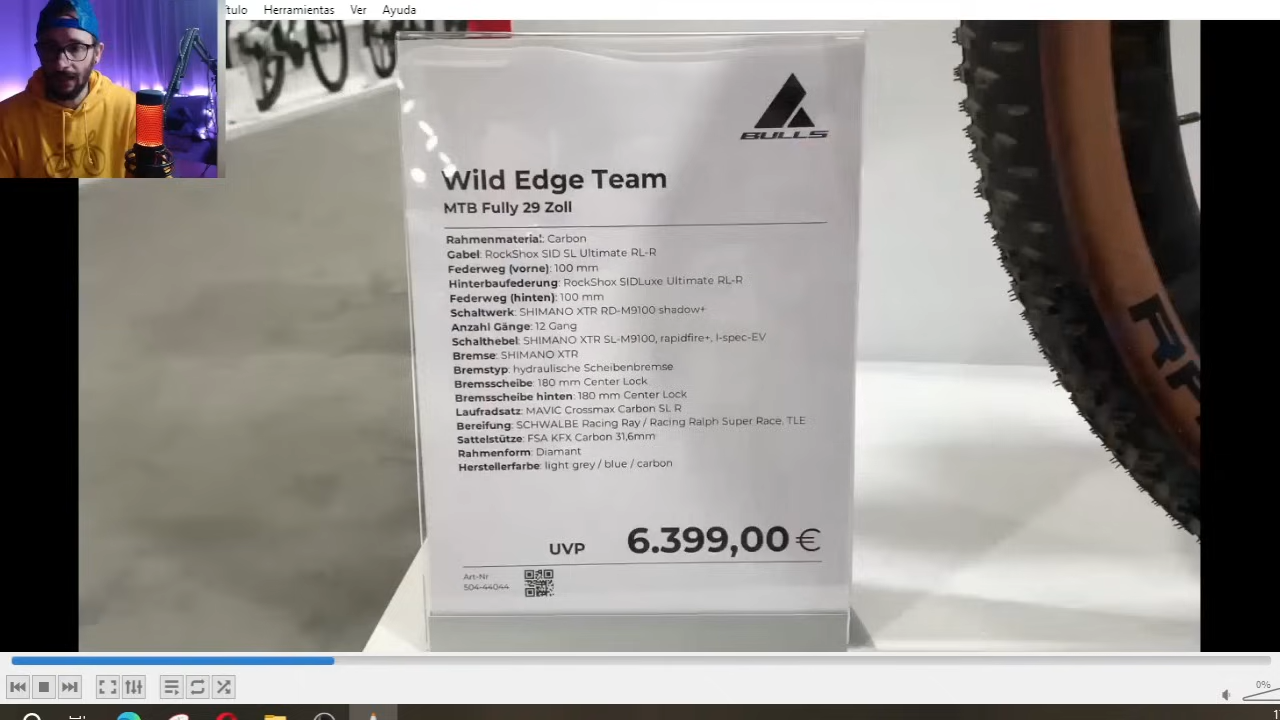 tulo Herramientas Ver Ayuda
BULLS
Wild Edge Team
MTB Fully 29 Zoll
Rahmenmaterial: Carbon
Gabel: RockShox SID SL Ultimate RL-R
Federweg (vorne): 100 mm
Hinterbaufederung: RockShox SIDLuxe Ultimate RL-R
Federweg (hinten): 100 mm
Schaltwerk: SHIMANO XTR RD-M9100 shadow+
Anzahl Gänge: 12 Gang
Schalthebel: SHIMANO XTR SL-M9100, rapidfire+, I-spec-EV
Bremse: SHIMANO XTR
Bremstyp: hydraulische Scheibenbremse
Bremsscheibe: 180 mm Center Lock
Bremsscheibe hinten: 180 mm Center Lock
Laufradsatz: MAVIC Crossmax Carbon SL R
Bereifung: SCHWALBE Racing Ray / Racing Ralph Super Race. TLE
Sattelstütze: FSA KFX Carbon 31,6mm
Rahmenform: Diamant
Herstellerfarbe: light grey / blue / carbon
UVP 6.399,00 €
Art-Nr
504-44044
0%